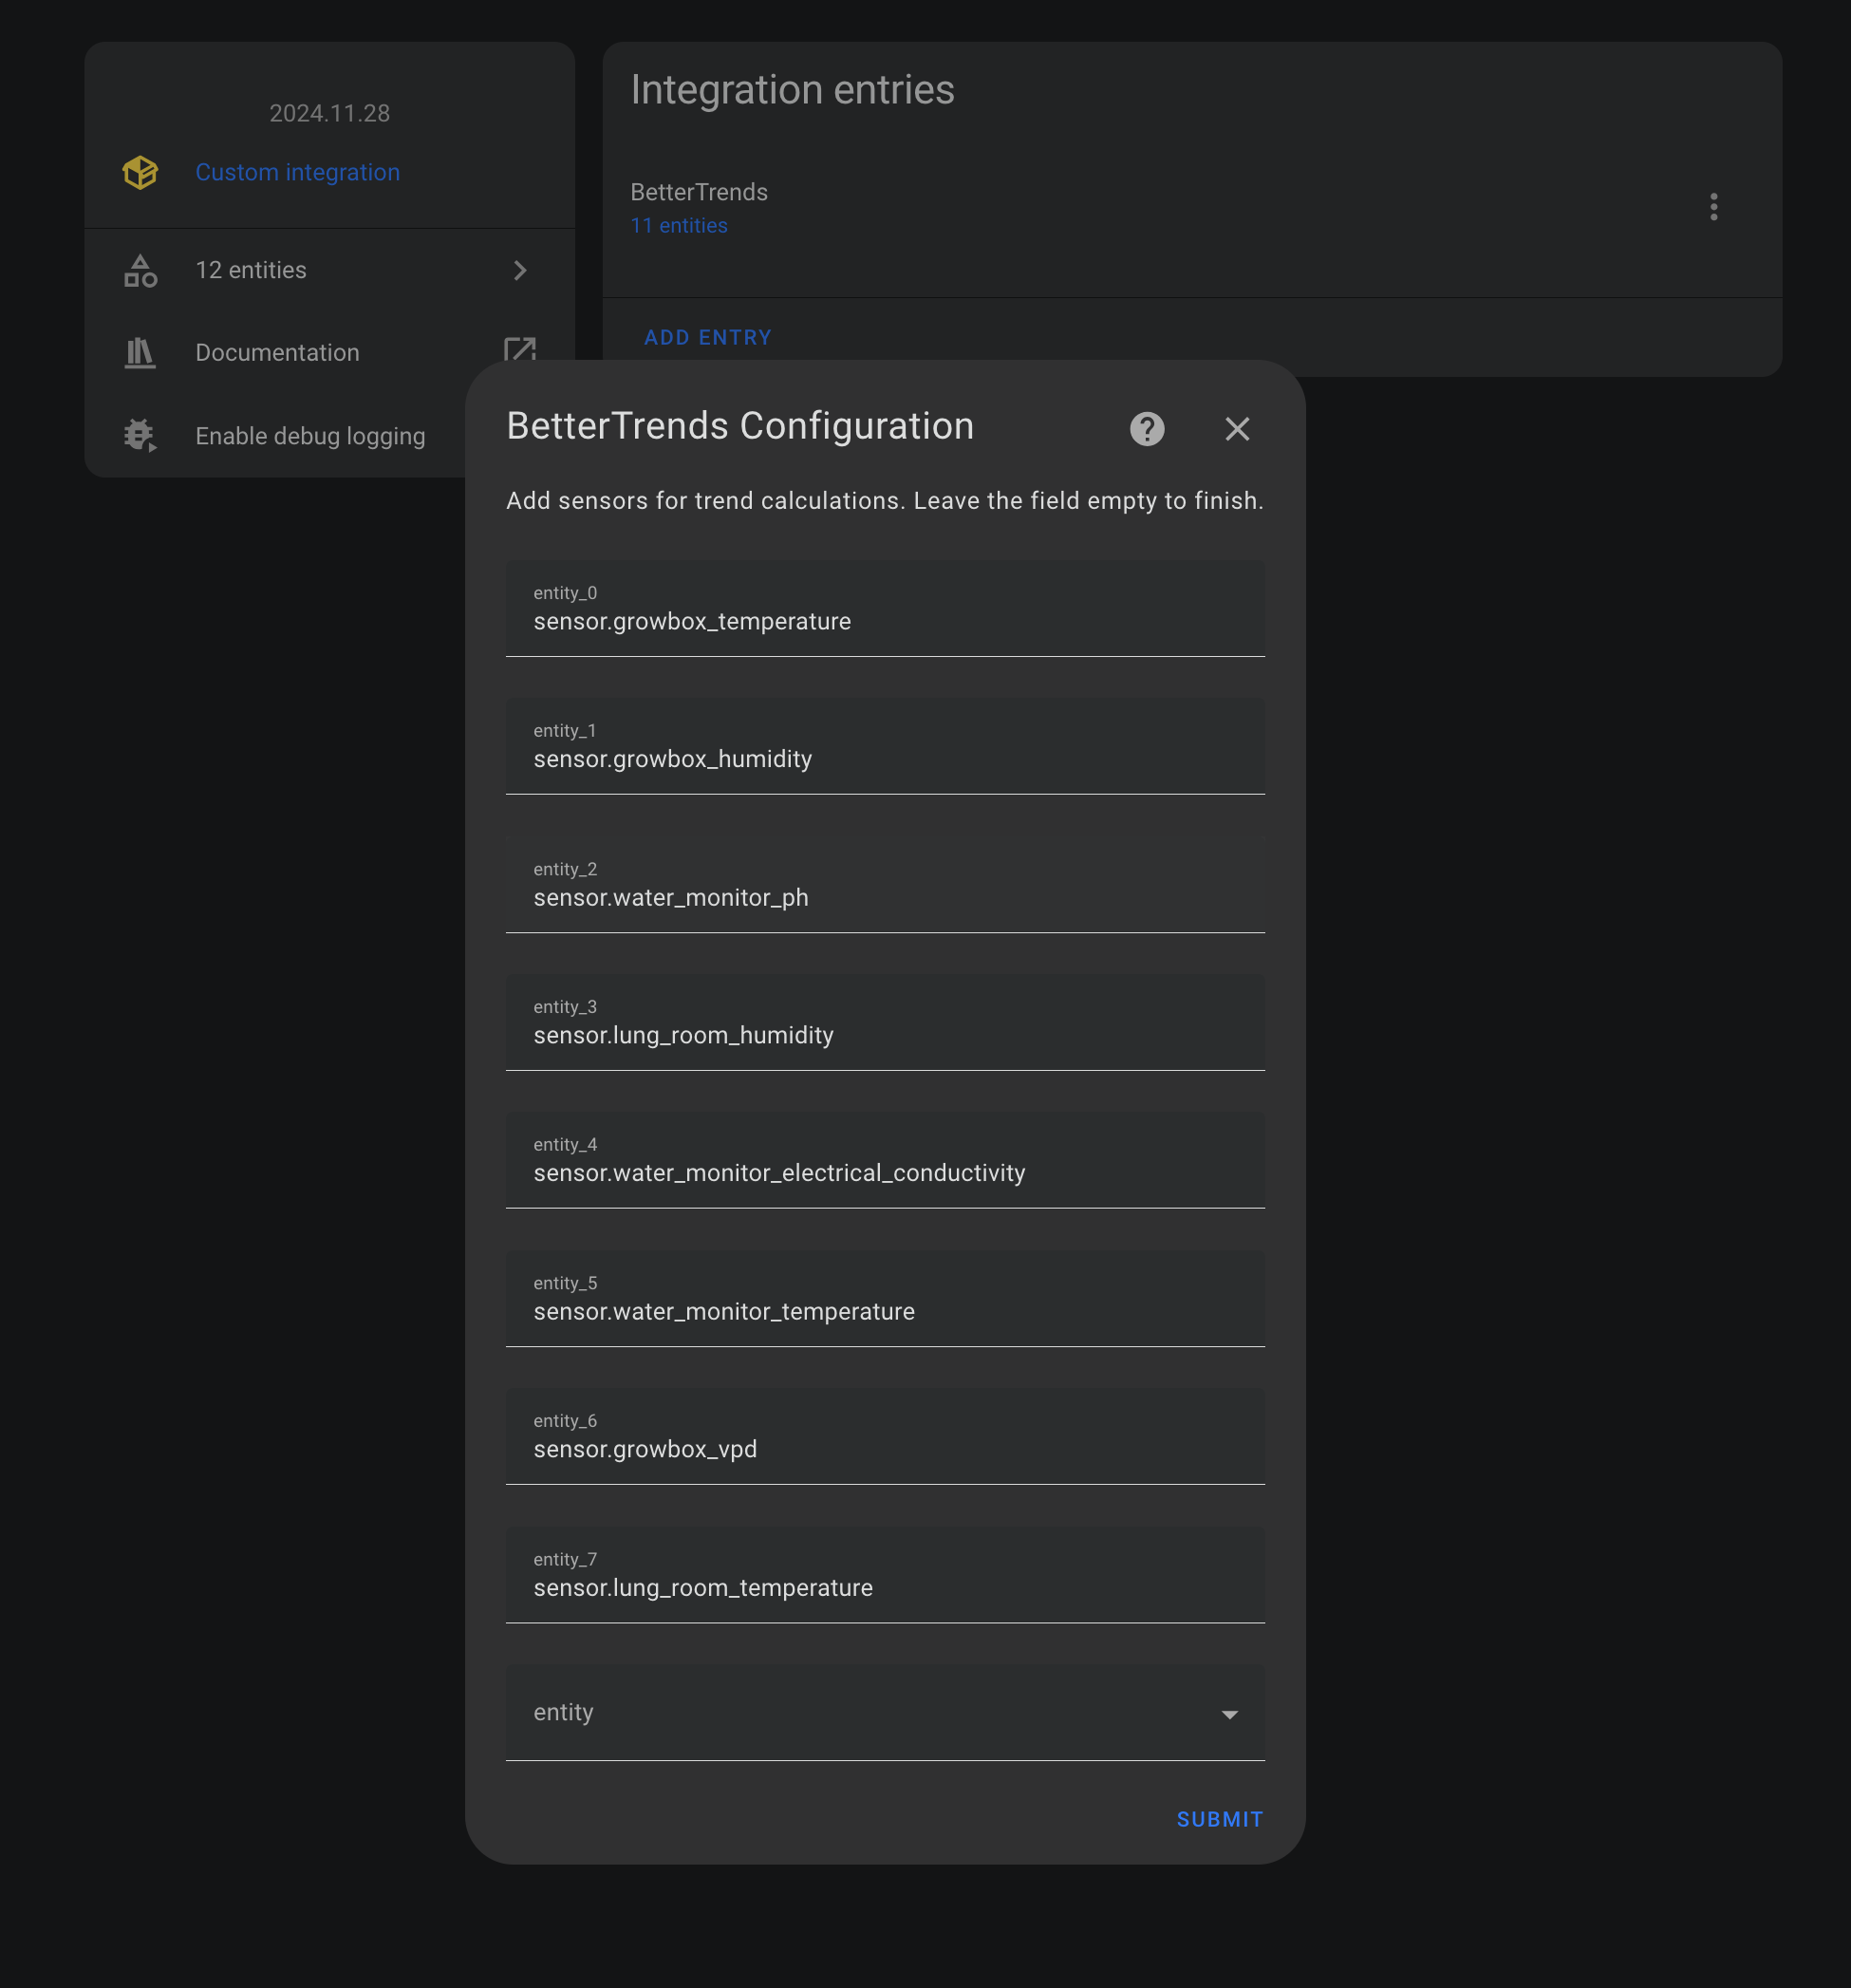 2024.11.28
Custom integration
12 entities
Documentation
Enable debug logging
Integration entries
BetterTrends
11 entities
ADD ENTRY
BetterTrends Configuration
Add sensors for trend calculations. Leave the field empty to finish.
entity_0
sensor.growbox_temperature
entity_1
sensor.growbox_humidity
entity_2
sensor.water_monitor_ph
entity_3
sensor.lung_room_humidity
entity_4
sensor.water_monitor_electrical_conductivity
entity_5
sensor.water_monitor_temperature
entity_6
sensor.growbox_vpd
entity_7
sensor.lung_room_temperature
entity
SUBMIT